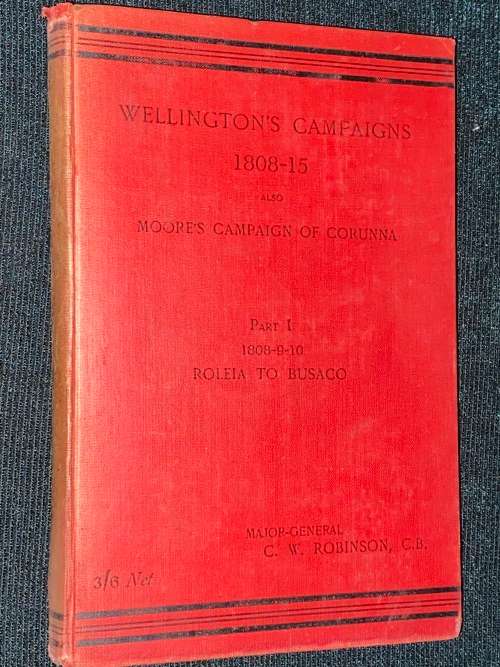 WELLINGTON'S CAMPAIGNS
1808-15
ALSO
MOORE'S CAMPAIGN OF CORUNNA
PART I
1808-9-10
ROLEIA TO BUSACO
MAJOR-GENERAL
C. W. ROBINSON, C.B.
3/6 Net